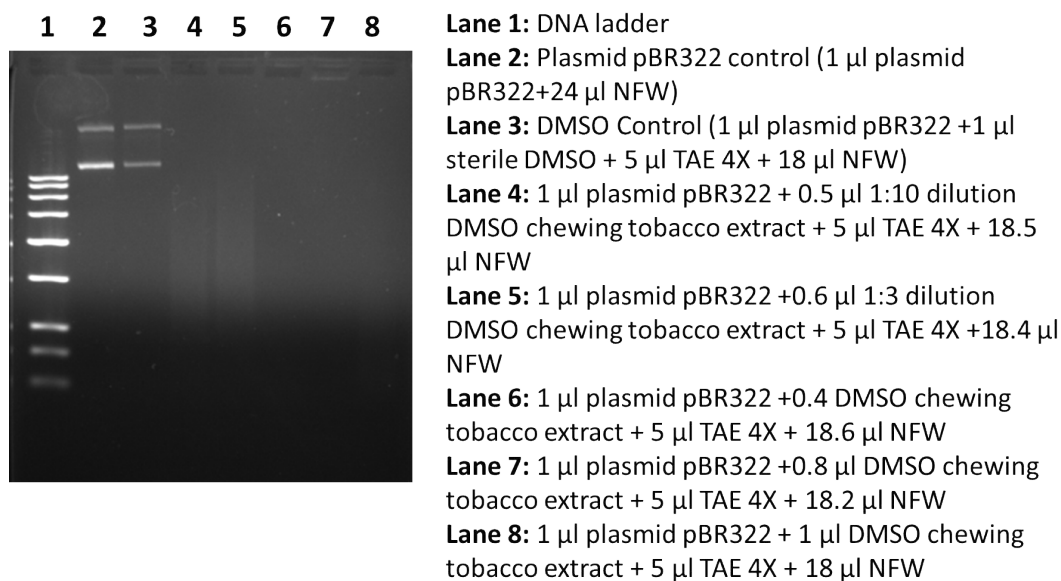 1 2 3 4 5 6 7 8
Lane 1: DNA ladder
Lane 2: Plasmid pBR322 control (1 µl plasmid
pBR322+24 µl NFW)
Lane 3: DMSO Control (1 µl plasmid pBR322 +1 µl
sterile DMSO + 5 µl TAE 4X + 18 µl NFW)
Lane 4: 1 µl plasmid pBR322 + 0.5 µl 1:10 dilution
DMSO chewing tobacco extract + 5 µl TAE 4X + 18.5
µl NFW
Lane 5: 1 µl plasmid pBR322 +0.6 µl 1:3 dilution
DMSO chewing tobacco extract + 5 µl TAE 4X +18.4 µl
NFW
Lane 6: 1 µl plasmid pBR322 +0.4 DMSO chewing
tobacco extract + 5 µl TAE 4X + 18.6 µl NFW
Lane 7: 1 µl plasmid pBR322 +0.8 µl DMSO chewing
tobacco extract + 5 µl TAE 4X + 18.2 µl NFW
Lane 8: 1 µl plasmid pBR322 + 1 µl DMSO chewing
tobacco extract + 5 µl TAE 4X + 18 µl NFW